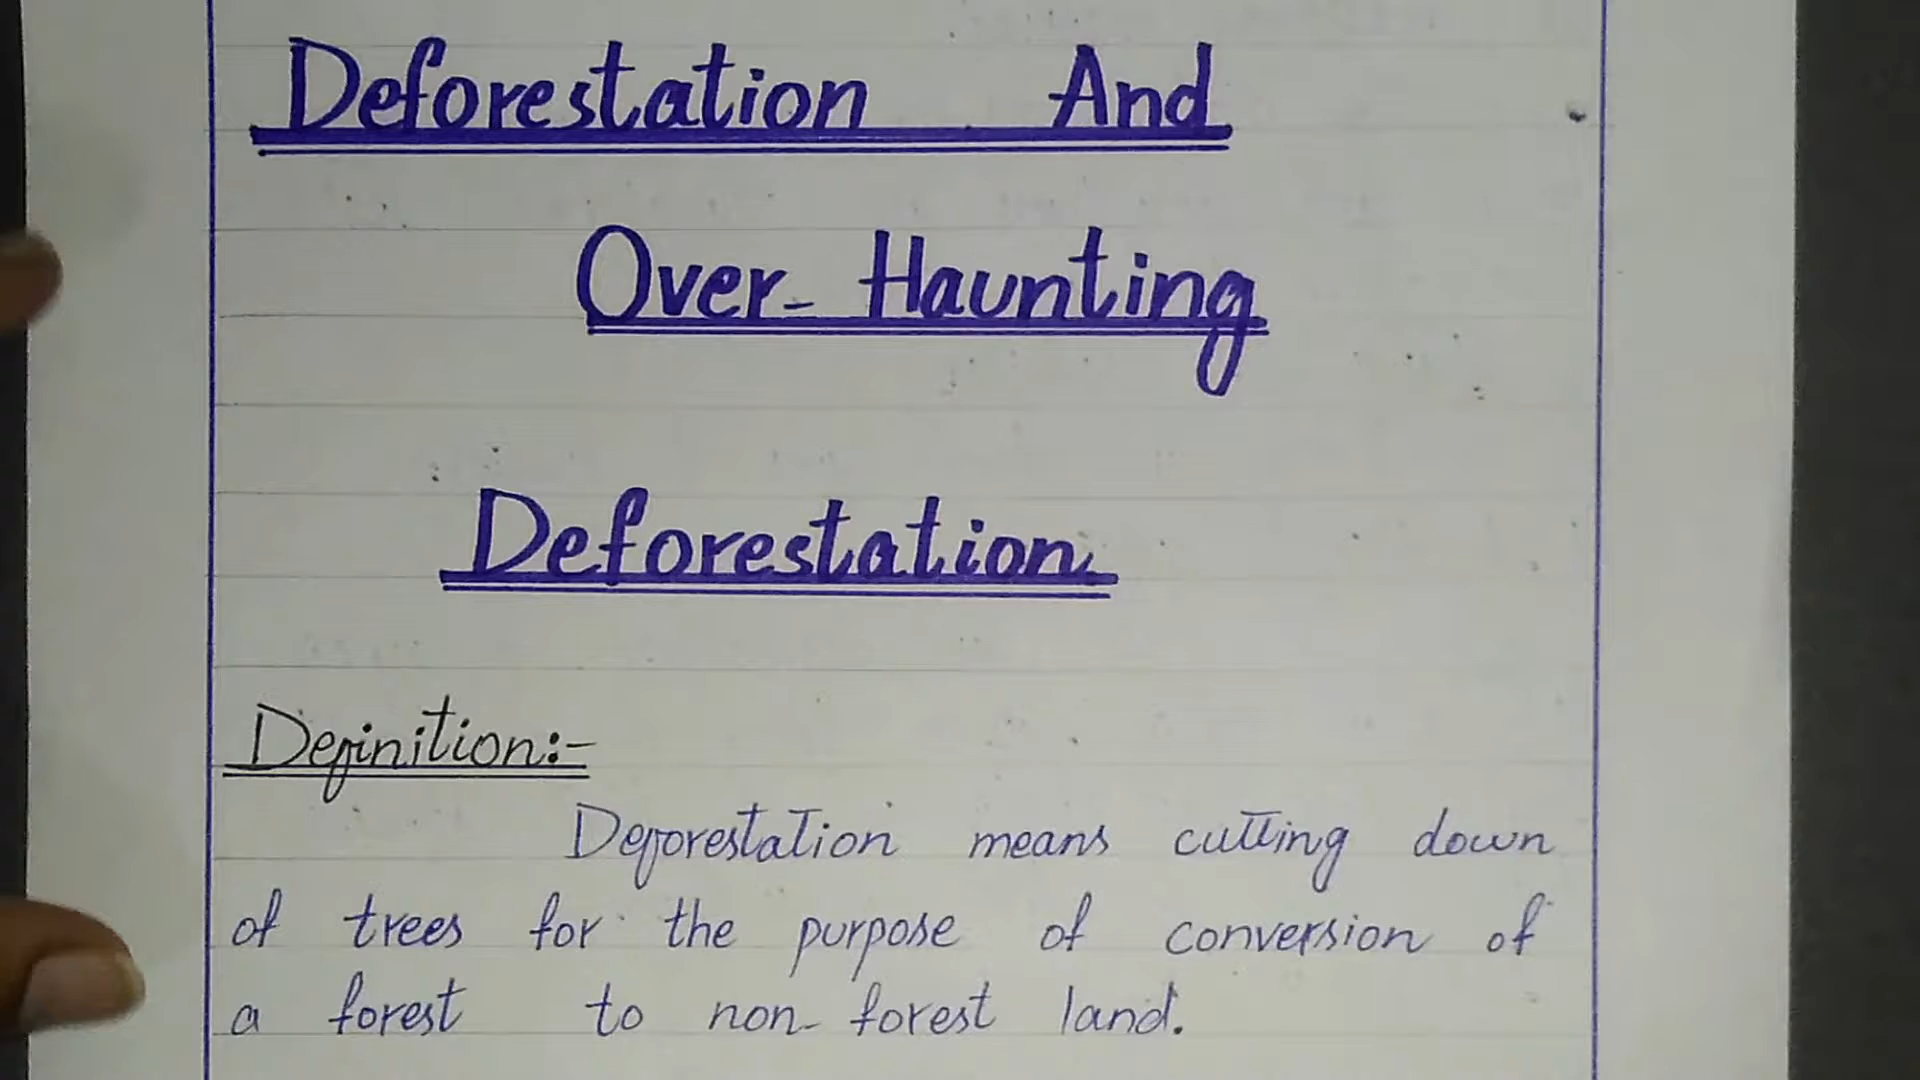 Deforestation And
Over- Haunting
Deforestation
Definition:-
Deforestation means cutting down
of trees for the purpose of conversion of
a forest to non-forest land.